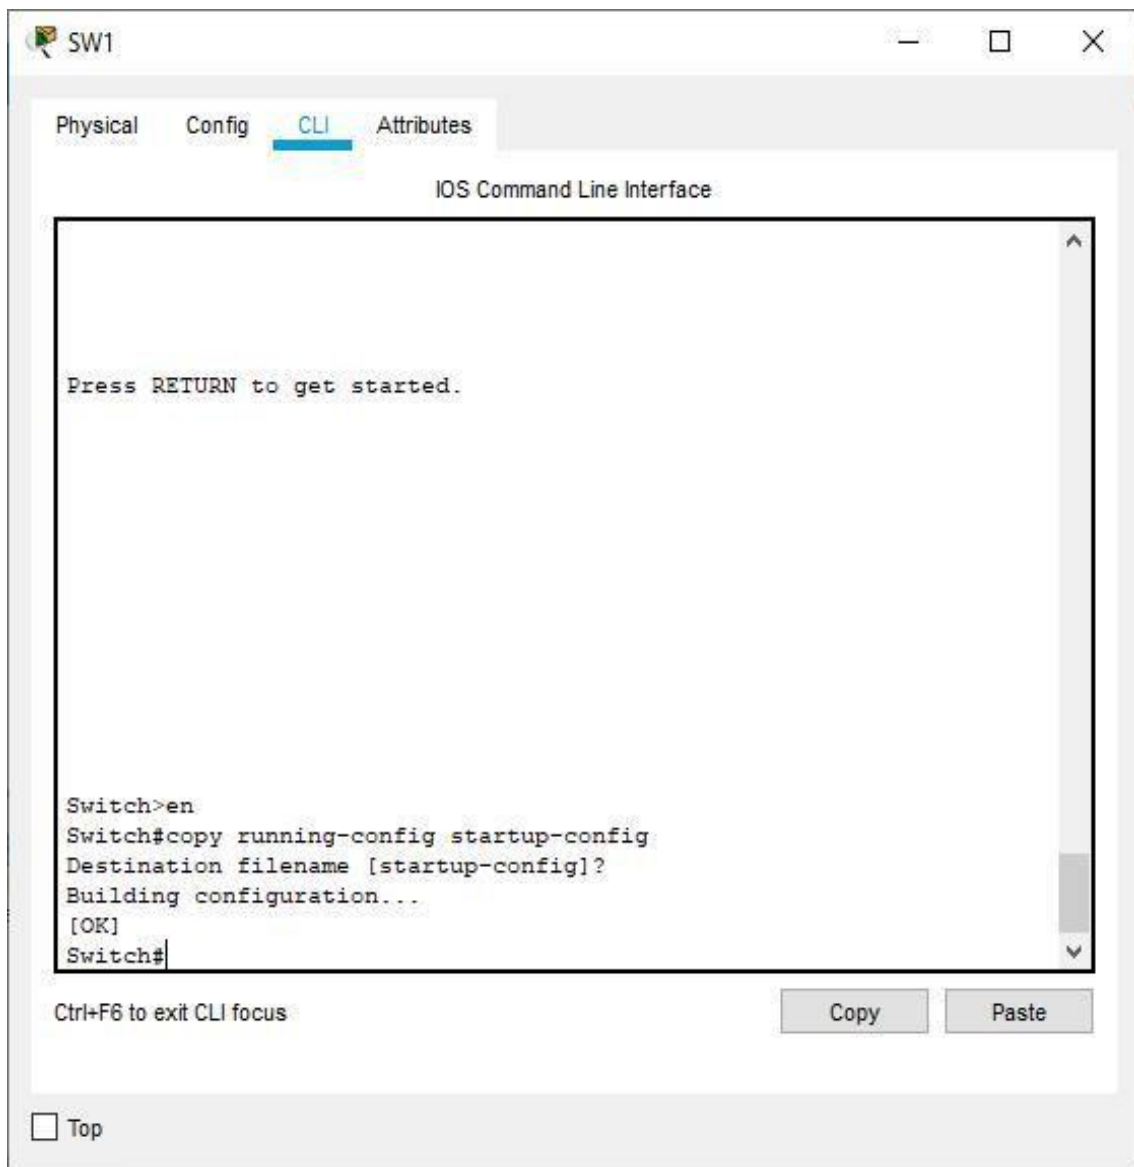 SW1
Physical Config CLI Attributes
IOS Command Line Interface
Press RETURN to get started.
Switch>en
Switch#copy running-config startup-config
Destination filename [startup-config]?
Building configuration...
[OK]
Switch#
Ctrl+F6 to exit CLI focus
Copy Paste
Top